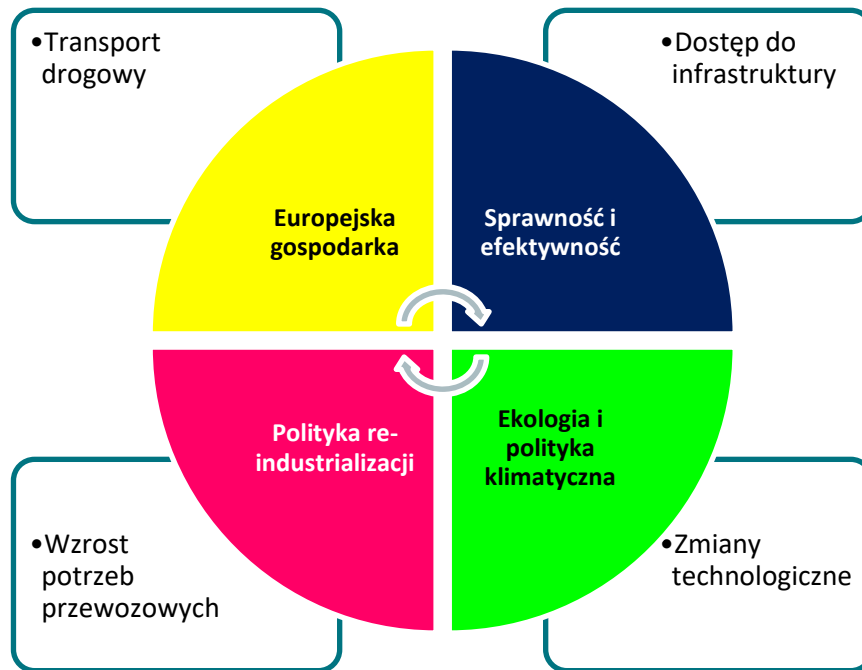 •Transport
drogowy
•Dostęp do
infrastruktury
Europejska
gospodarka
Sprawność i
efektywność
Polityka re-
industrializacji
Ekologia i
polityka
klimatyczna
•Wzrost
potrzeb
przewozowych
•Zmiany
technologiczne